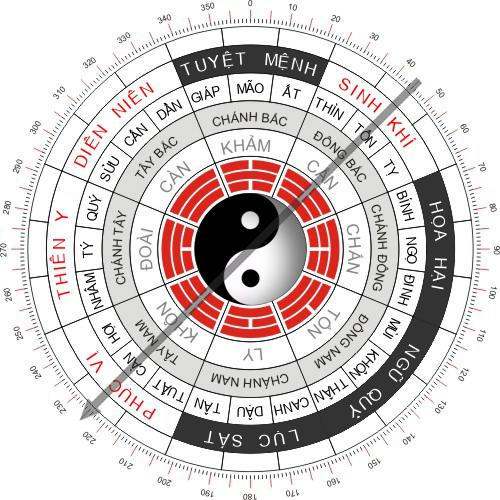 0 10 20 30 40 50 60 70 80 90 100 110 120 130 140 150 160 170 180 190 200 210 220 230 240 250 260 270 280 290 300 310 320 330 340 350
TUYỆT MỆNH
SINH KHÍ
HỌA HẠI
NGŨ QUỶ
LỤC SÁT
PHỤC VỊ
THIÊN Y
DIÊN NIÊN
GIÁP MÃO ẤT
THÌN TỐN TỴ
BÍNH NGỌ ĐINH
MÙI KHÔN THÂN
CANH DẬU TÂN
TUẤT CÀN HỢI
NHÂM TÝ QUÝ
SỬU CẤN DẦN
CHÁNH BẮC
ĐÔNG BẮC
CHÁNH ĐÔNG
ĐÔNG NAM
CHÁNH NAM
TÂY NAM
CHÁNH TÂY
TÂY BẮC
KHẢM
CẤN
CHẤN
TỐN
LY
KHÔN
ĐOÀI
CÀN